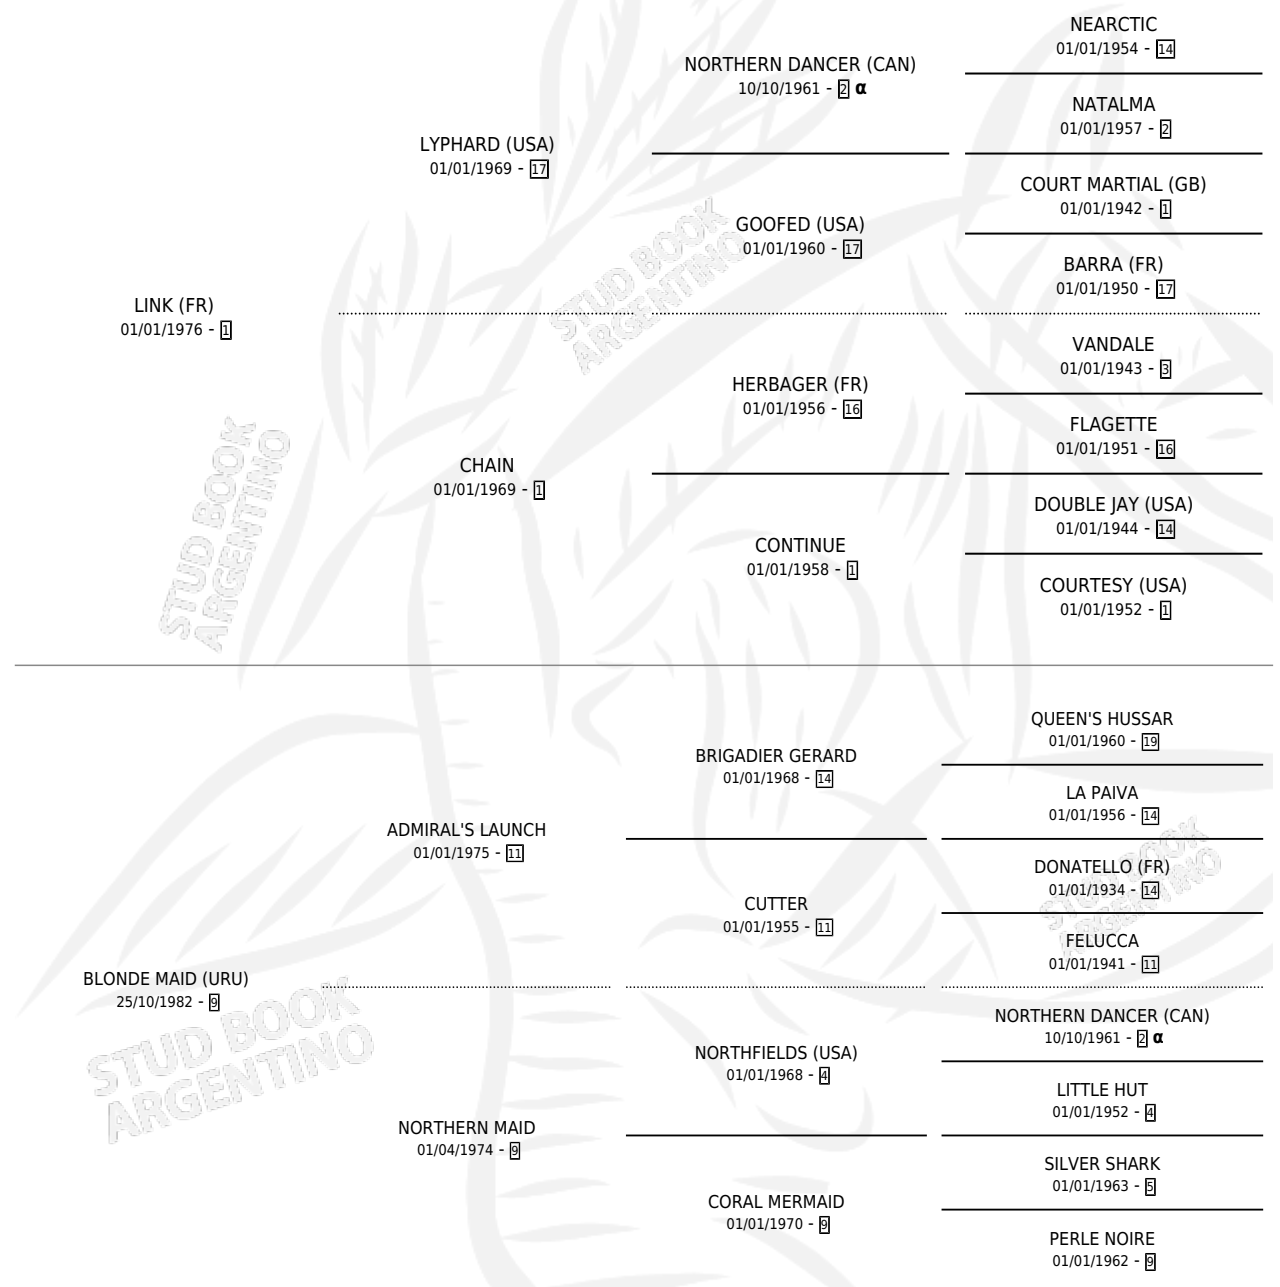 NEARCTIC
01/01/1954 - 14
NORTHERN DANCER (CAN)
10/10/1961 - 2 α
NATALMA
01/01/1957 - 2
LYPHARD (USA)
01/01/1969 - 17
COURT MARTIAL (GB)
01/01/1942 - 1
GOOFED (USA)
01/01/1960 - 17
BARRA (FR)
01/01/1950 - 17
LINK (FR)
01/01/1976 - 1
VANDALE
01/01/1943 - 3
HERBAGER (FR)
01/01/1956 - 16
FLAGETTE
01/01/1951 - 16
CHAIN
01/01/1969 - 1
DOUBLE JAY (USA)
01/01/1944 - 14
CONTINUE
01/01/1958 - 1
COURTESY (USA)
01/01/1952 - 1
STUD BOOK
ARGENTINO
STUD BOOK
ARGENTINO
QUEEN'S HUSSAR
01/01/1960 - 19
BRIGADIER GERARD
01/01/1968 - 14
LA PAIVA
01/01/1956 - 14
ADMIRAL'S LAUNCH
01/01/1975 - 11
DONATELLO (FR)
01/01/1934 - 14
CUTTER
01/01/1955 - 11
FELUCCA
01/01/1941 - 11
BLONDE MAID (URU)
25/10/1982 - 9
NORTHERN DANCER (CAN)
10/10/1961 - 2 α
NORTHFIELDS (USA)
01/01/1968 - 4
LITTLE HUT
01/01/1952 - 4
NORTHERN MAID
01/04/1974 - 9
SILVER SHARK
01/01/1963 - 5
CORAL MERMAID
01/01/1970 - 9
PERLE NOIRE
01/01/1962 - 9
STUD BOOK
ARGENTINO
STUD BOOK
ARGENTINO